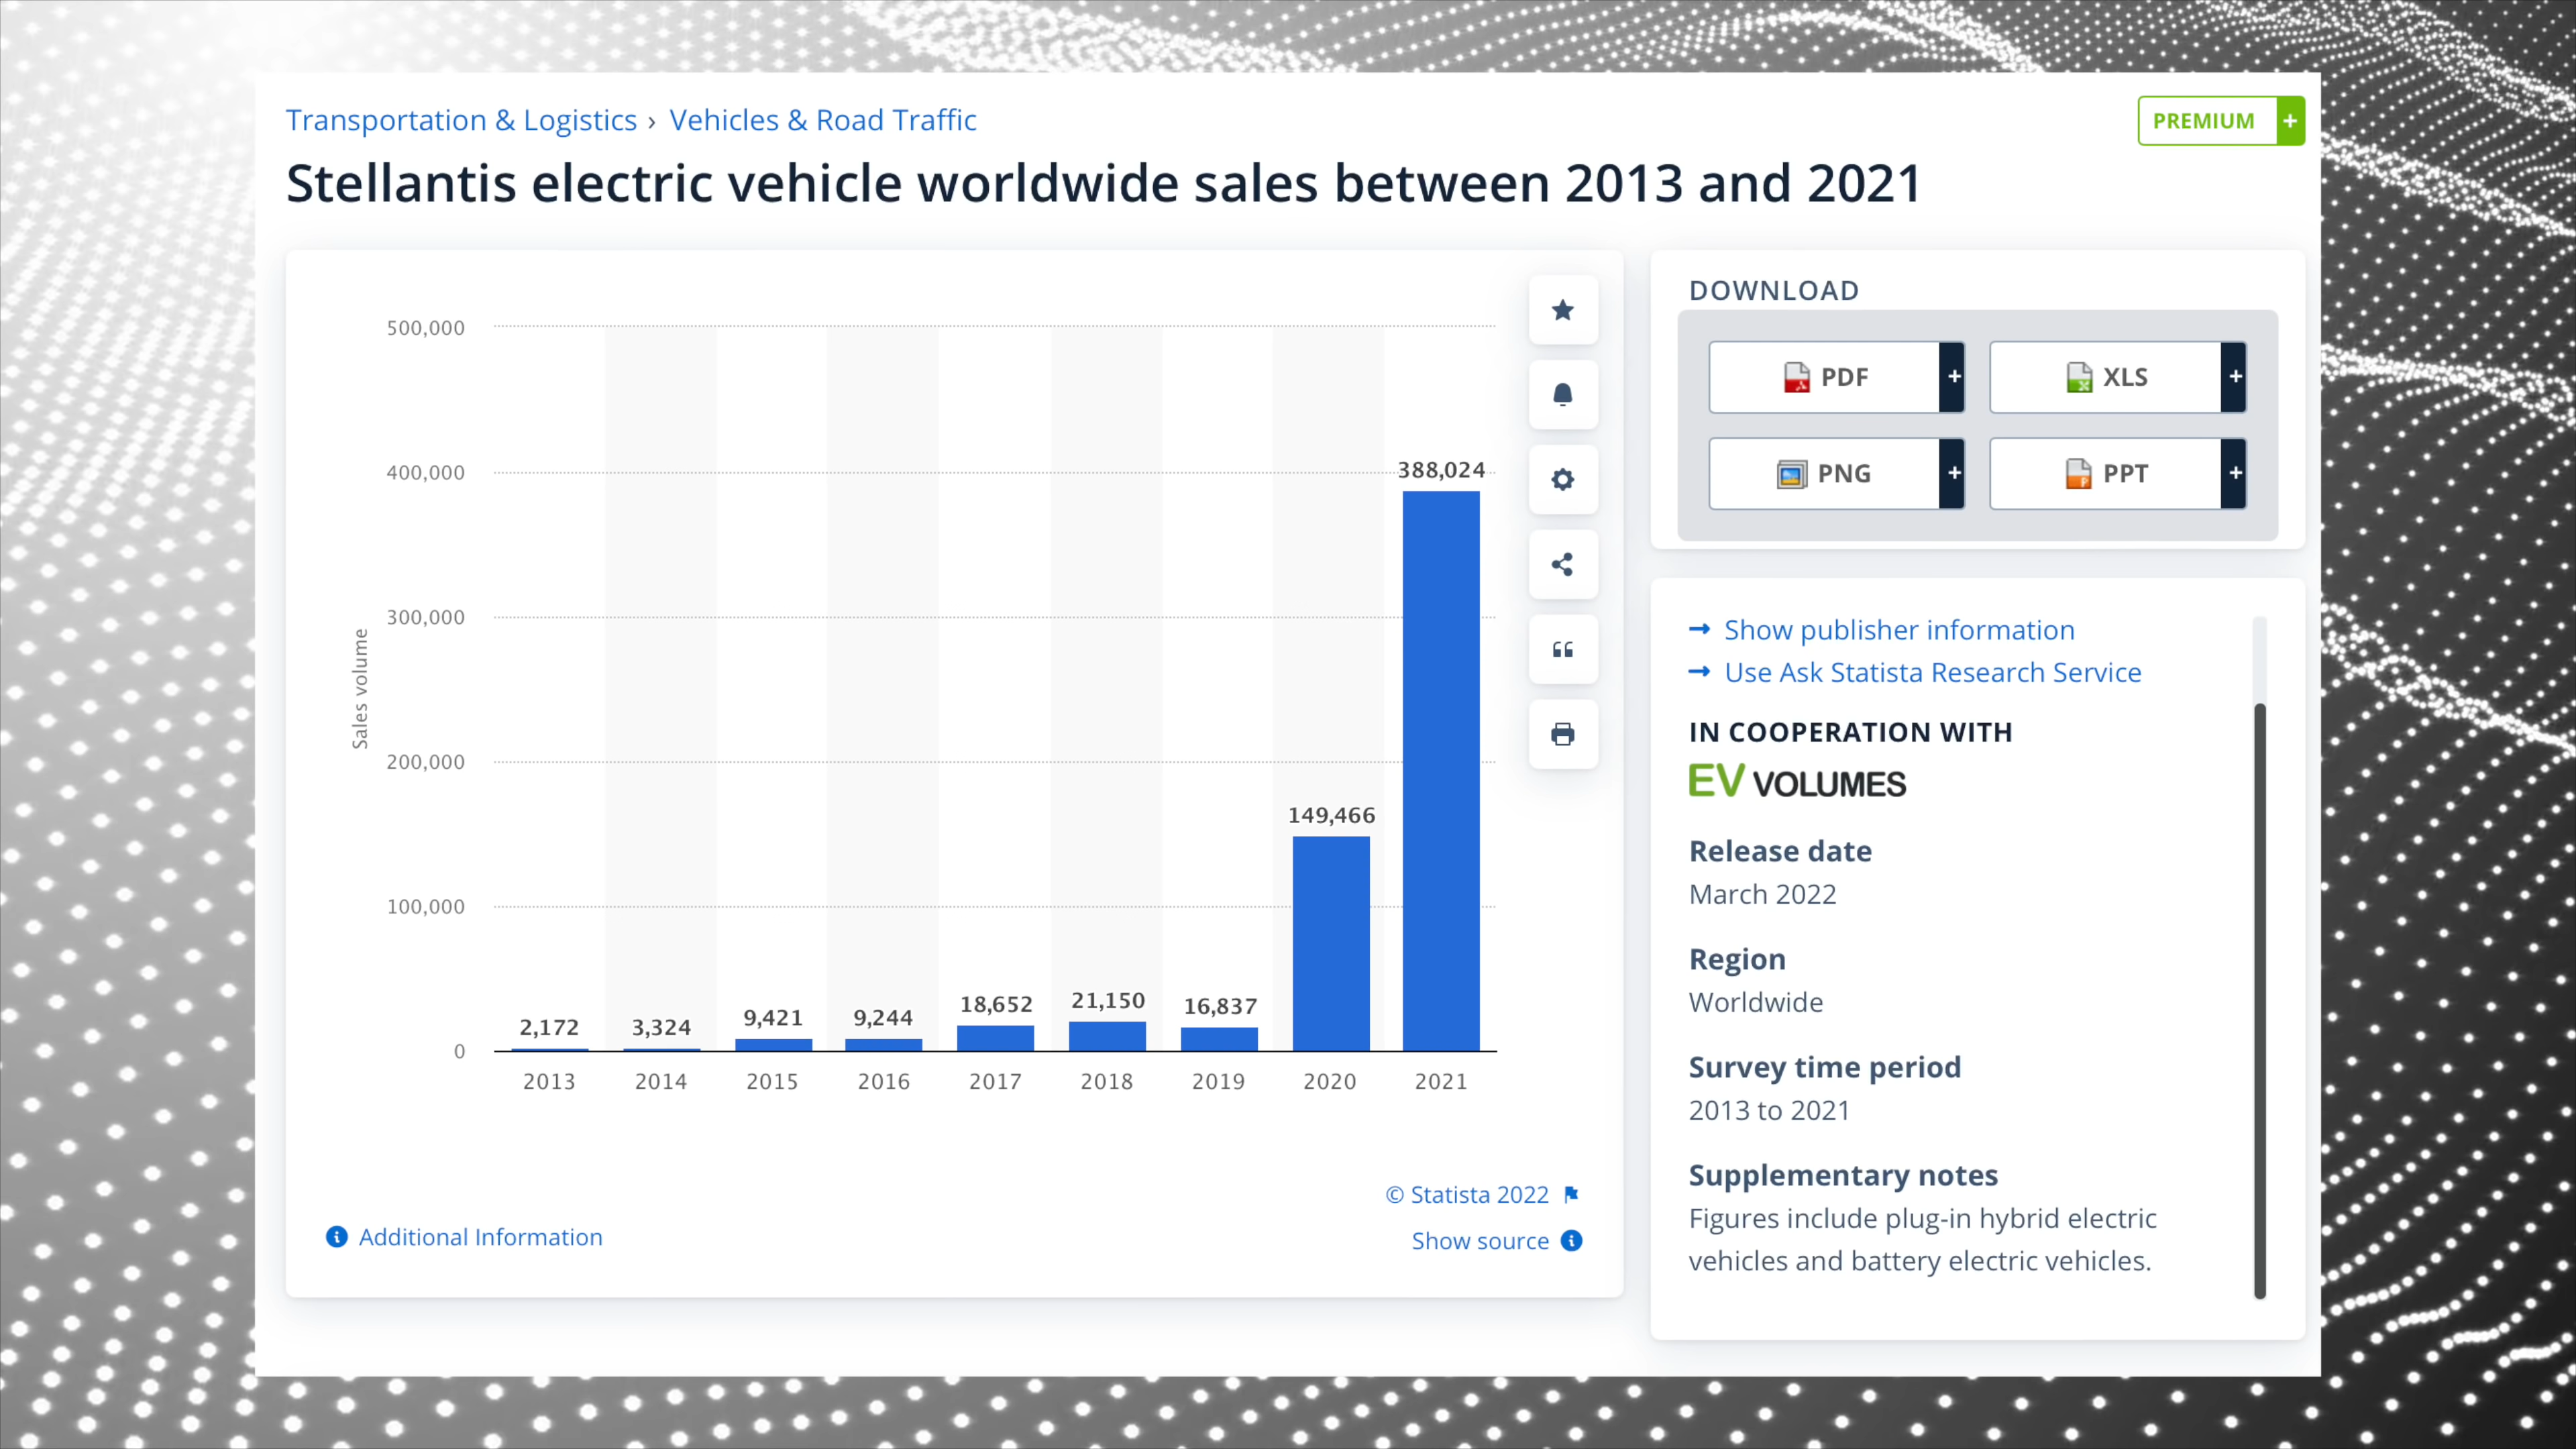 Transportation & Logistics › Vehicles & Road Traffic
PREMIUM +
Stellantis electric vehicle worldwide sales between 2013 and 2021
500,000
400,000
300,000
200,000
100,000
0
Sales volume
2,172
3,324
9,421
9,244
18,652
21,150
16,837
149,466
388,024
2013 2014 2015 2016 2017 2018 2019 2020 2021
© Statista 2022
Additional Information
Show source
DOWNLOAD
PDF + XLS +
PNG + PPT +
→ Show publisher information
→ Use Ask Statista Research Service
IN COOPERATION WITH
EV VOLUMES
Release date
March 2022
Region
Worldwide
Survey time period
2013 to 2021
Supplementary notes
Figures include plug-in hybrid electric
vehicles and battery electric vehicles.